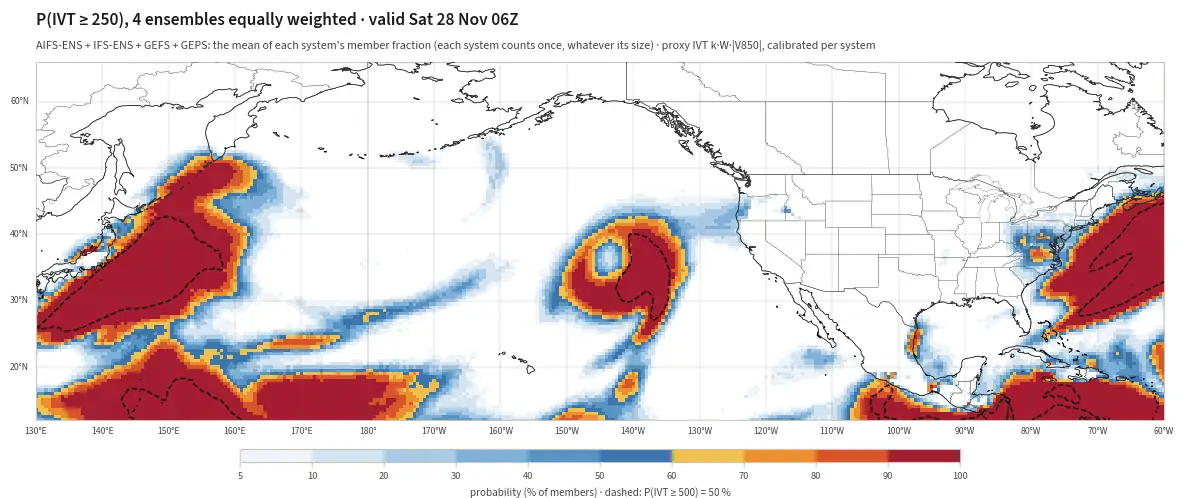 P(IVT ≥ 250), 4 ensembles equally weighted · valid Sat 28 Nov 06Z
AIFS-ENS + IFS-ENS + GEFS + GEPS: the mean of each system's member fraction (each system counts once, whatever its size) · proxy IVT k·W·|V850|, calibrated per system
60°N
50°N
40°N
30°N
20°N
130°E 140°E 150°E 160°E 170°E 180° 170°W 160°W 150°W 140°W 130°W 120°W 110°W 100°W 90°W 80°W 70°W 60°W
5 10 20 30 40 50 60 70 80 90 100
probability (% of members) · dashed: P(IVT ≥ 500) = 50 %